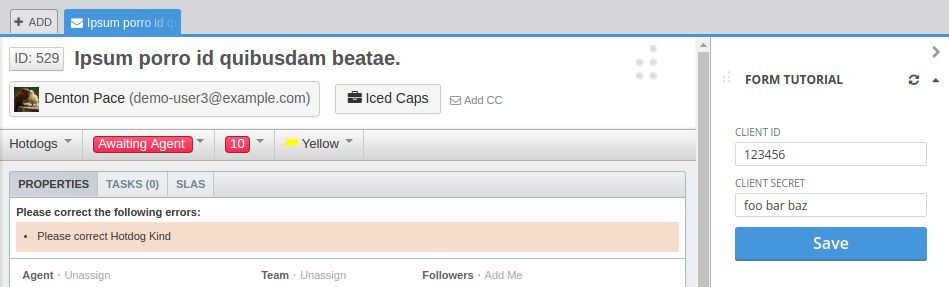 + ADD
Ipsum porro id q
ID: 529
Ipsum porro id quibusdam beatae.
Denton Pace (demo-user3@example.com)
Iced Caps
Add CC
Hotdogs
Awaiting Agent
10
Yellow
PROPERTIES
TASKS (0)
SLAS
Please correct the following errors:
• Please correct Hotdog Kind
Agent · Unassign
Team · Unassign
Followers · Add Me
FORM TUTORIAL
CLIENT ID
123456
CLIENT SECRET
foo bar baz
Save